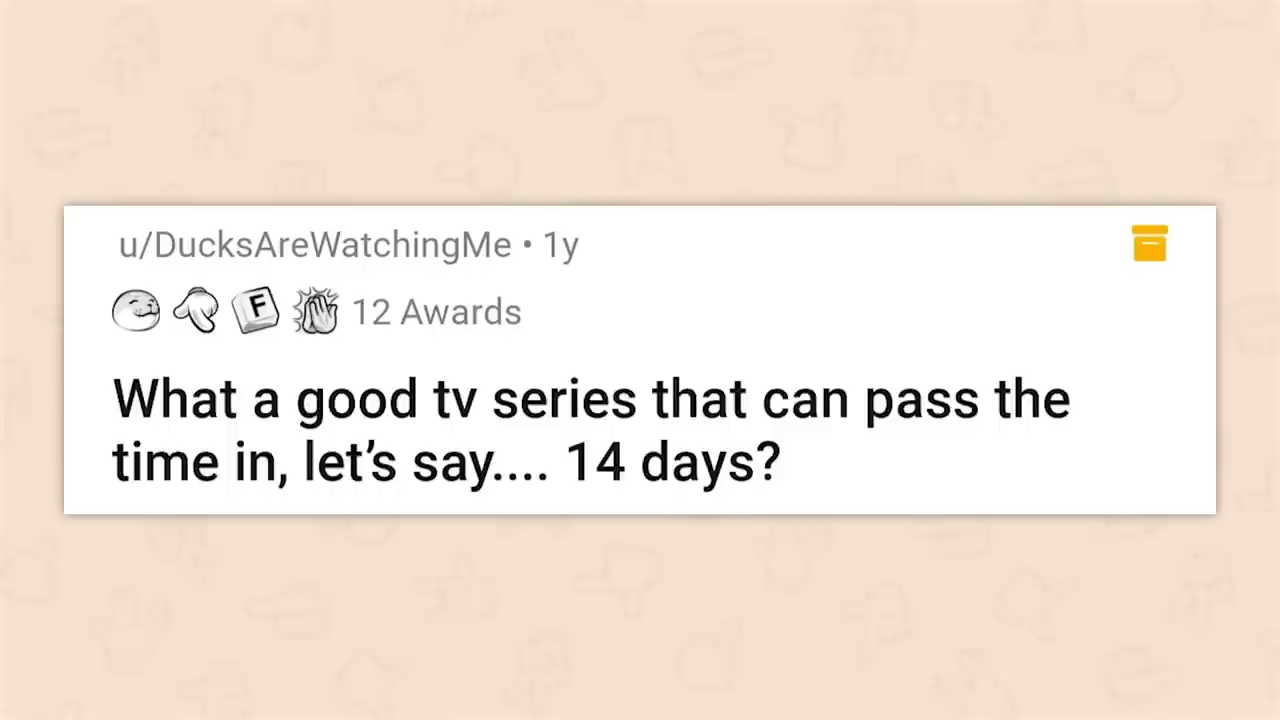 u/DucksAreWatchingMe • 1y
F 12 Awards
What a good tv series that can pass the
time in, let’s say.... 14 days?